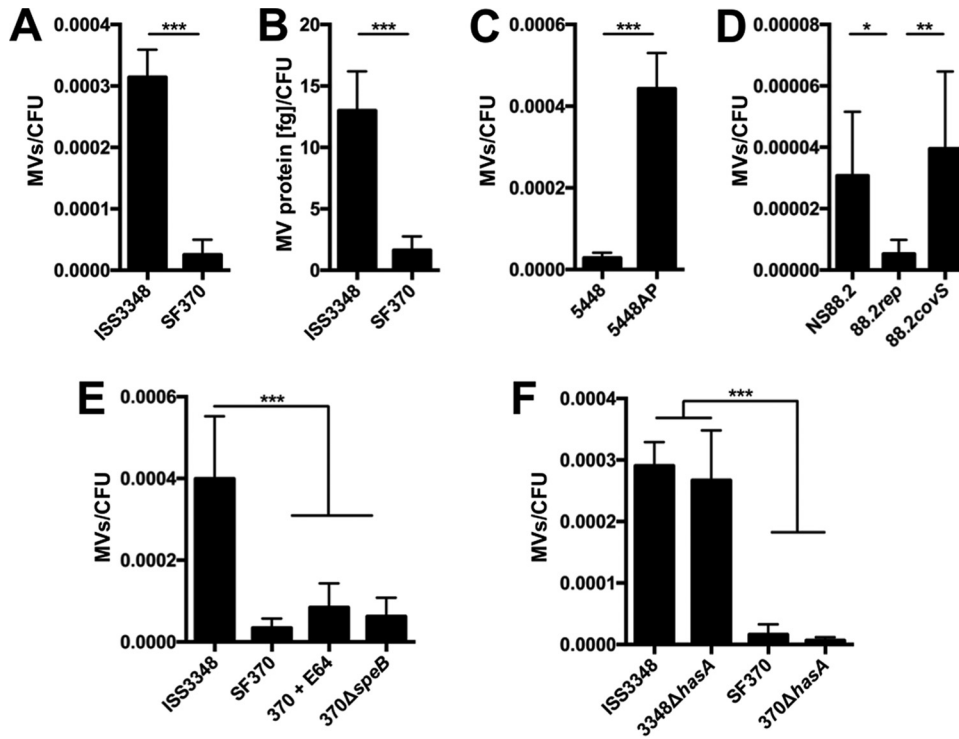 A
MVs/CFU
0.0004
0.0003
0.0002
0.0001
0.0000
***
ISS3348
SF370
B
MV protein [fg]/CFU
20
15
10
5
0
***
ISS3348
SF370
C
MVs/CFU
0.0006
0.0004
0.0002
0.0000
***
5448
5448AP
D
MVs/CFU
0.00008
0.00006
0.00004
0.00002
0.00000
*
**
NS88.2
88.2rep
88.2covS
E
MVs/CFU
0.0006
0.0004
0.0002
0.0000
***
ISS3348
SF370
370 + E64
370ΔspeB
F
MVs/CFU
0.0004
0.0003
0.0002
0.0001
0.0000
***
ISS3348
3348ΔhasA
SF370
370ΔhasA